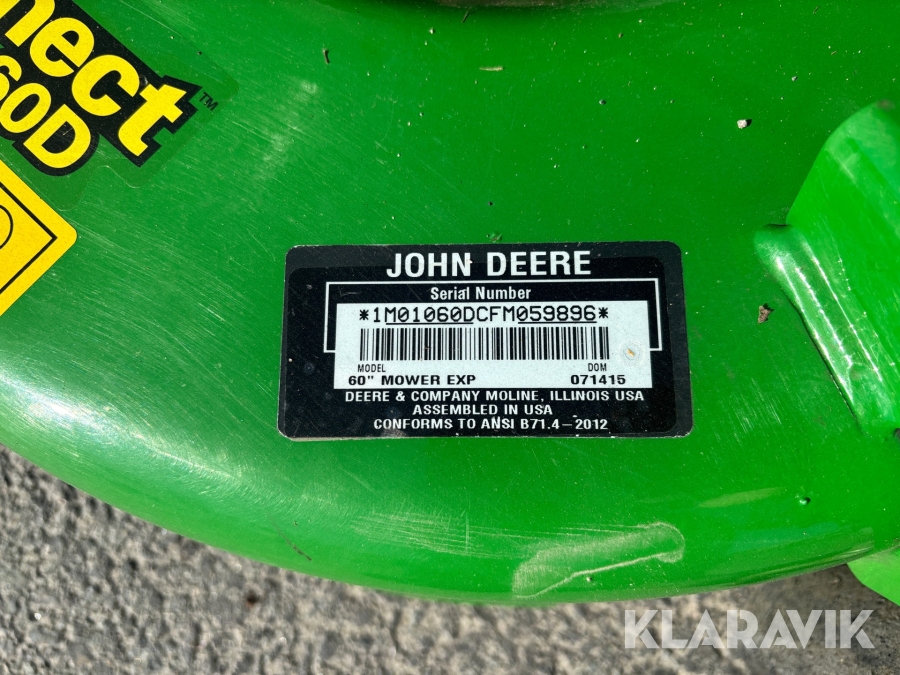 nect™
60D
JOHN DEERE
Serial Number
*1M01060DCFM059896*
MODEL DOM
60" MOWER EXP 071415
DEERE & COMPANY MOLINE, ILLINOIS USA
ASSEMBLED IN USA
CONFORMS TO ANSI B71.4-2012
KLARAVIK